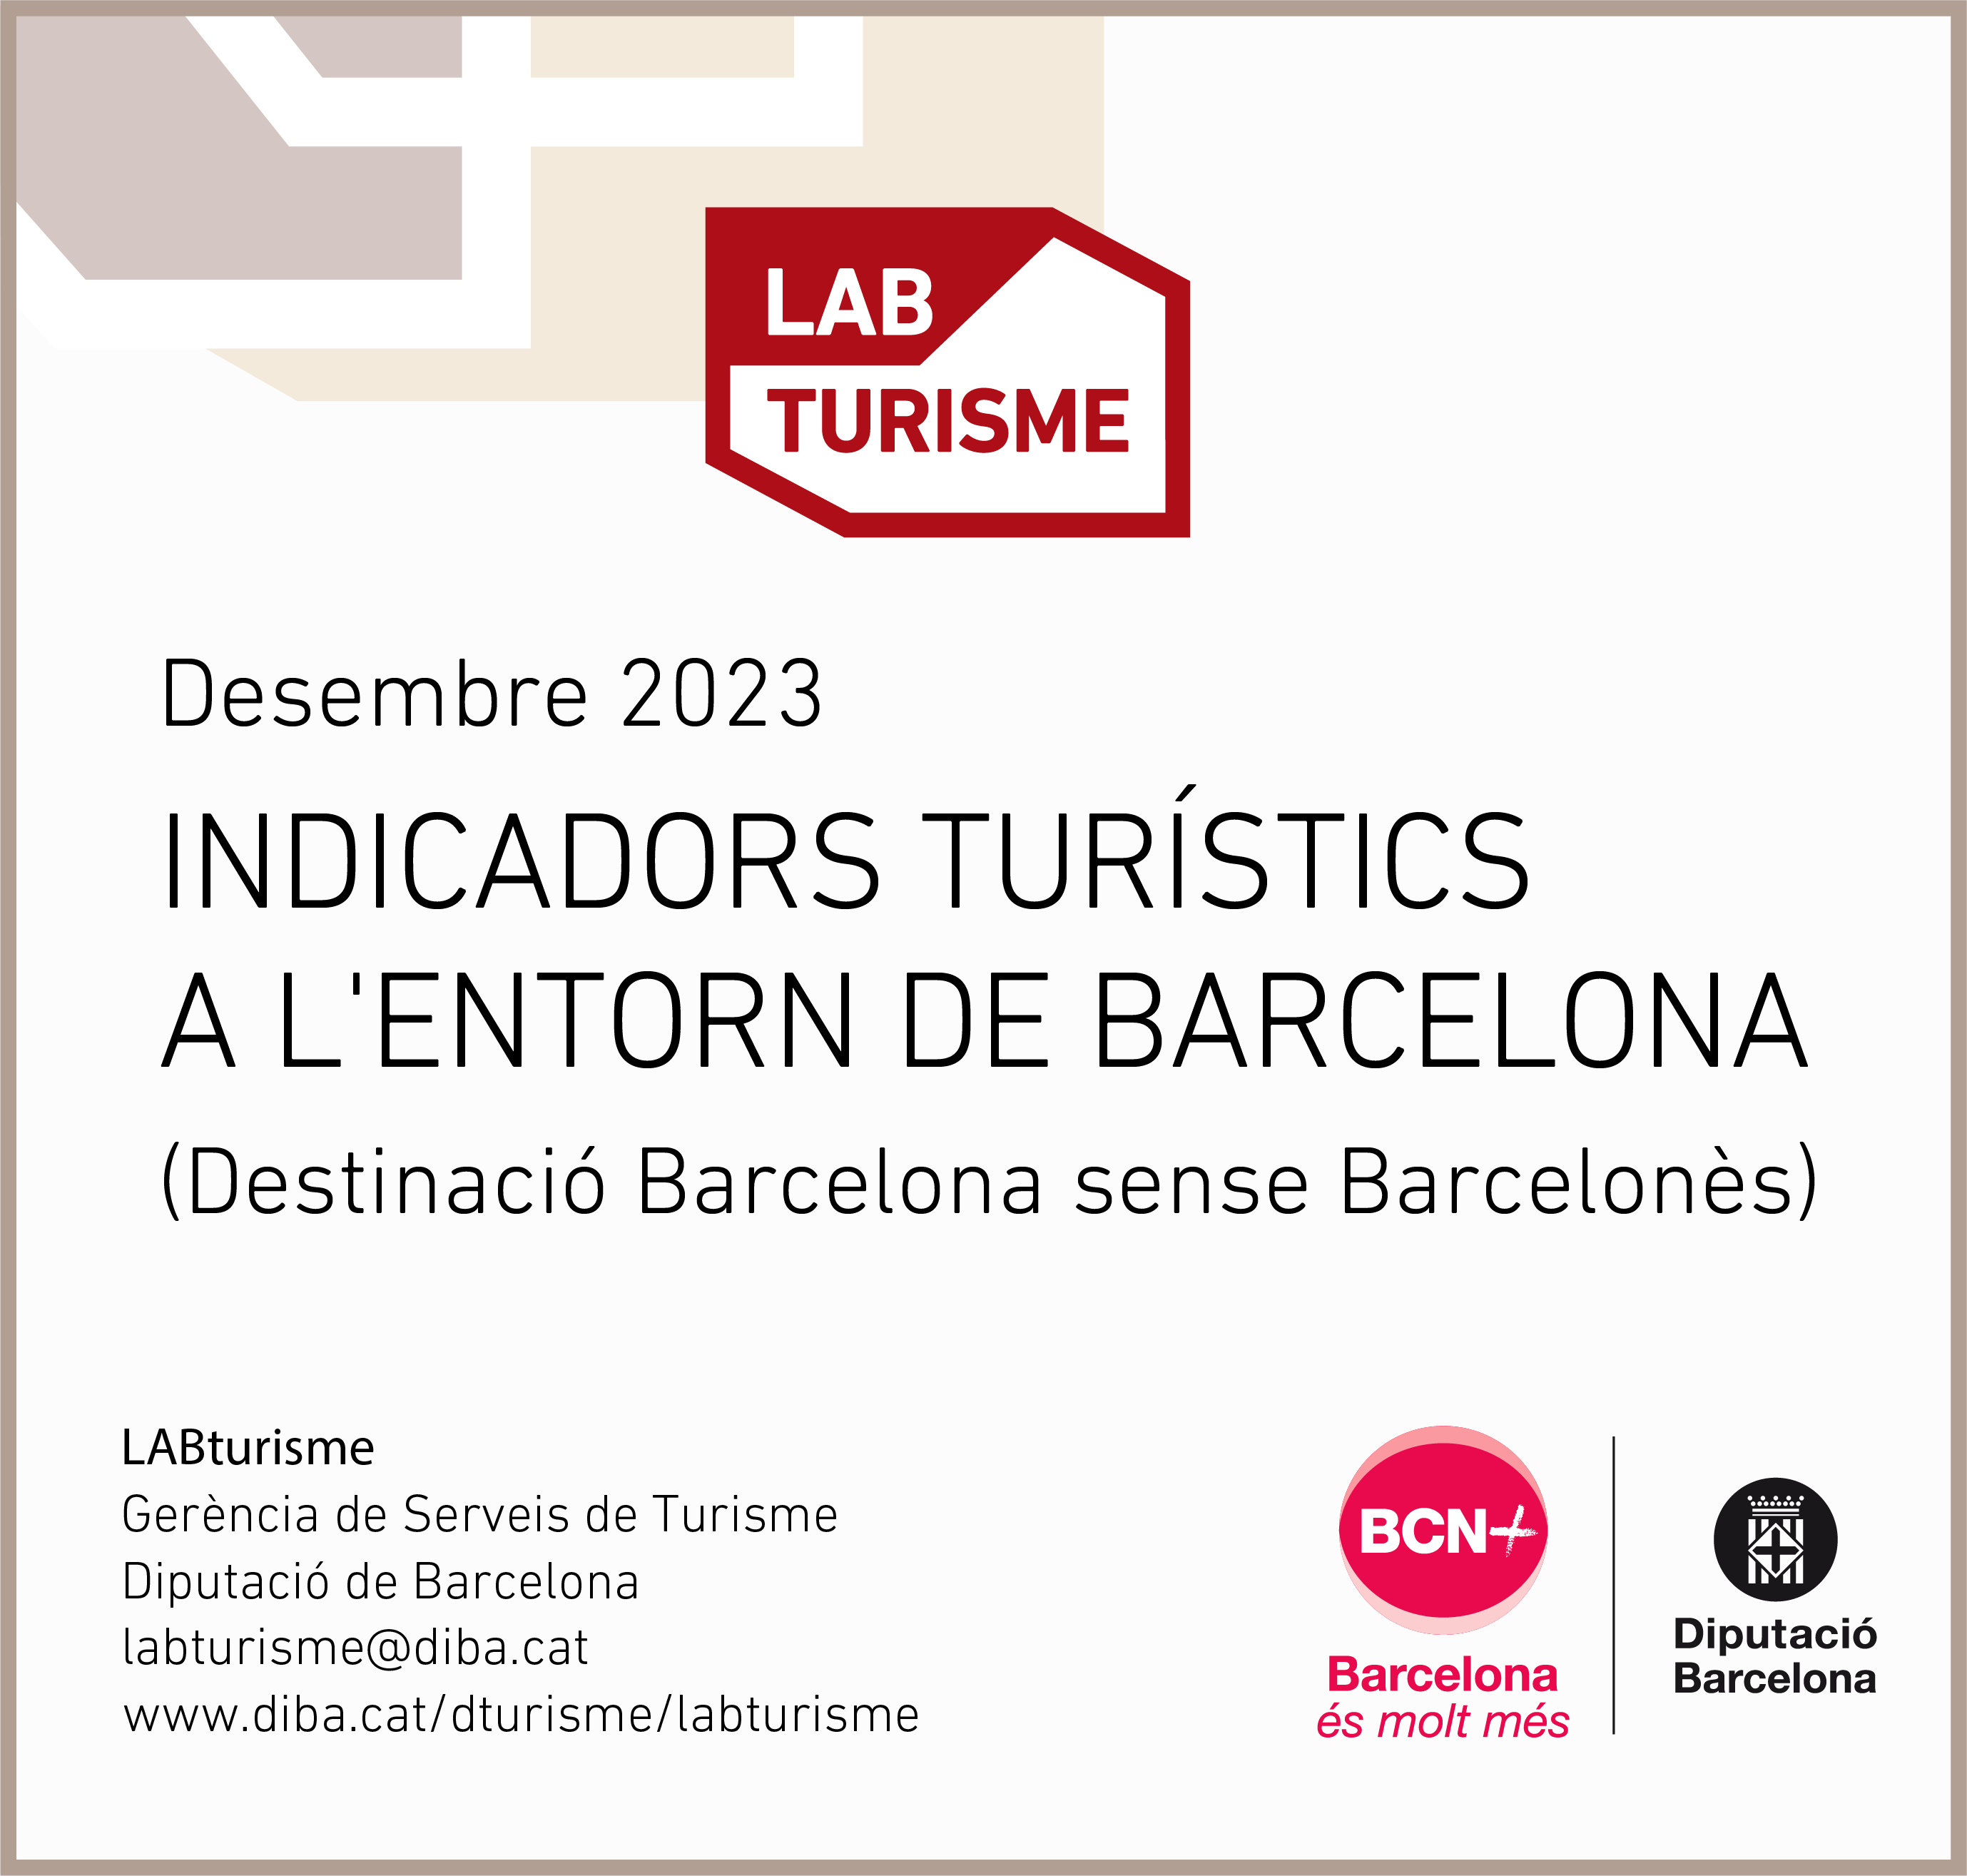 LAB
TURISME
Desembre 2023
INDICADORS TURÍSTICS
A L'ENTORN DE BARCELONA
(Destinació Barcelona sense Barcelonès)
LABturisme
Gerència de Serveis de Turisme
Diputació de Barcelona
labturisme@diba.cat
www.diba.cat/dturisme/labturisme
BCN+
Barcelona
és molt més
Diputació
Barcelona